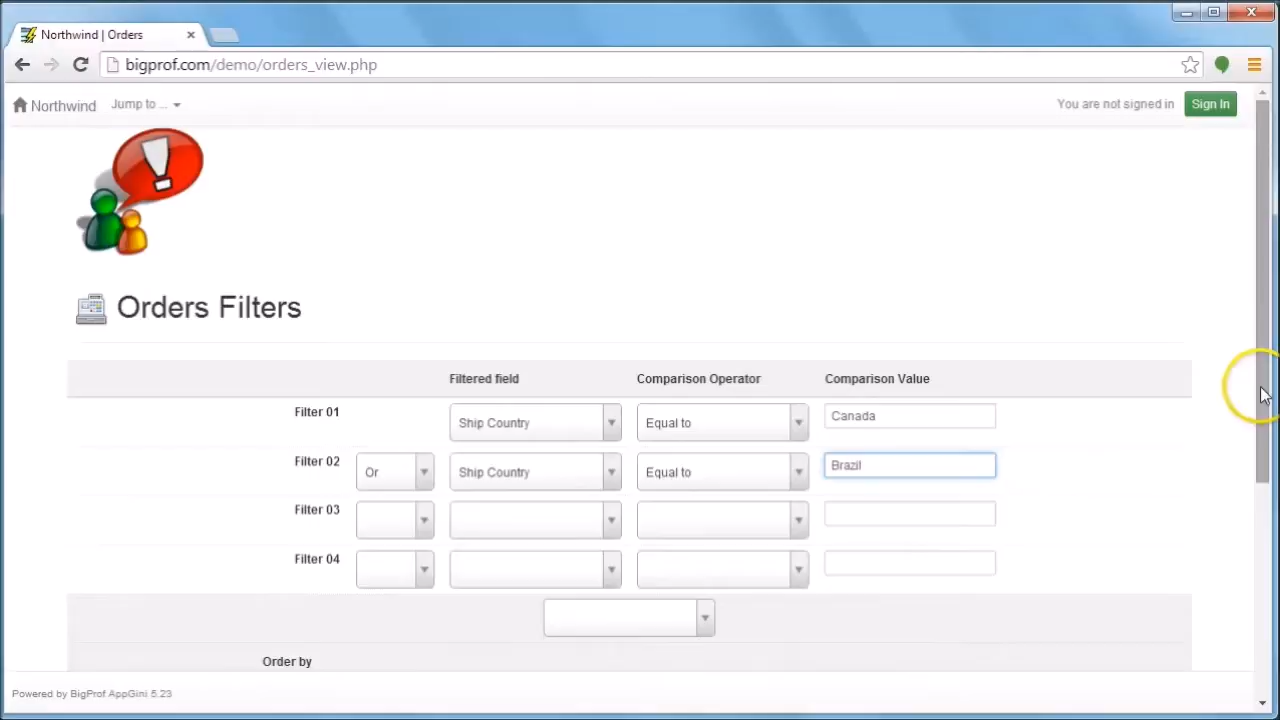 Northwind | Orders
bigprof.com/demo/orders_view.php
Northwind Jump to ... You are not signed in Sign In
Orders Filters
Filtered field Comparison Operator Comparison Value
Filter 01 Ship Country Equal to Canada
Filter 02 Or Ship Country Equal to Brazil
Filter 03
Filter 04
Order by
Powered by BigProf AppGini 5.23